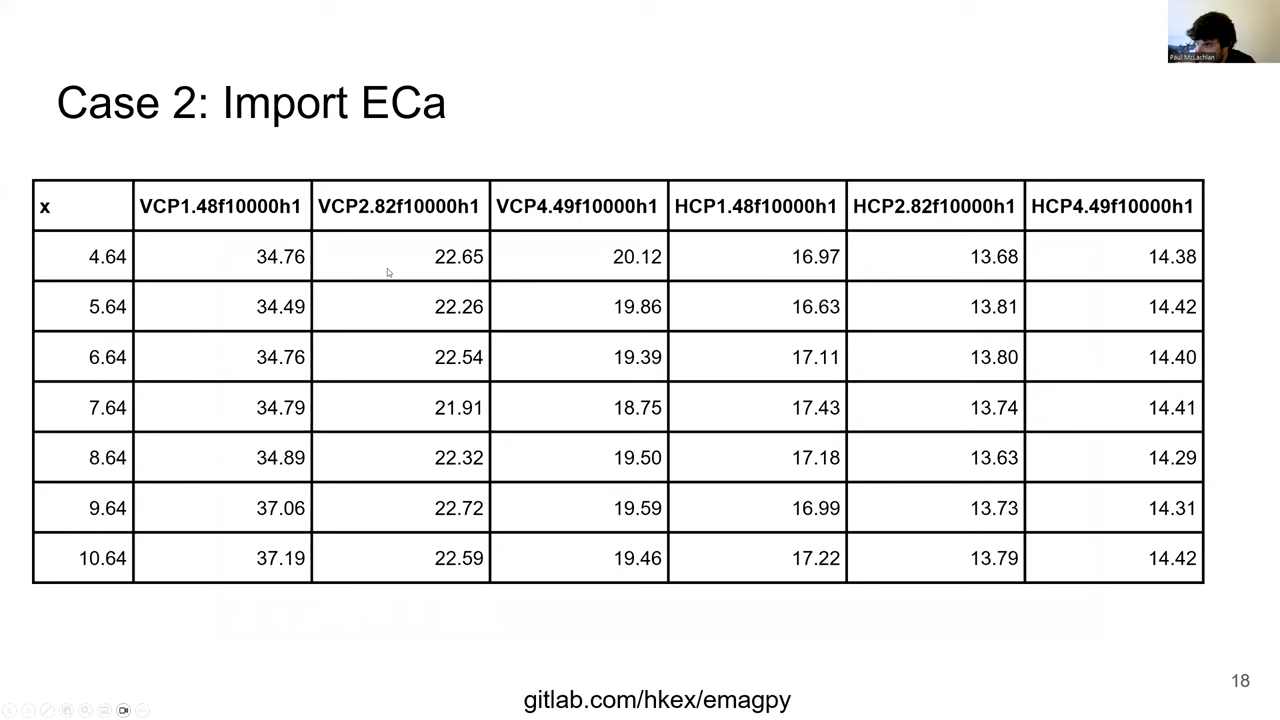 Paul McLachlan
Case 2: Import ECa
x VCP1.48f10000h1 VCP2.82f10000h1 VCP4.49f10000h1 HCP1.48f10000h1 HCP2.82f10000h1 HCP4.49f10000h1
4.64 34.76 22.65 20.12 16.97 13.68 14.38
5.64 34.49 22.26 19.86 16.63 13.81 14.42
6.64 34.76 22.54 19.39 17.11 13.80 14.40
7.64 34.79 21.91 18.75 17.43 13.74 14.41
8.64 34.89 22.32 19.50 17.18 13.63 14.29
9.64 37.06 22.72 19.59 16.99 13.73 14.31
10.64 37.19 22.59 19.46 17.22 13.79 14.42
18
gitlab.com/hkex/emagpy